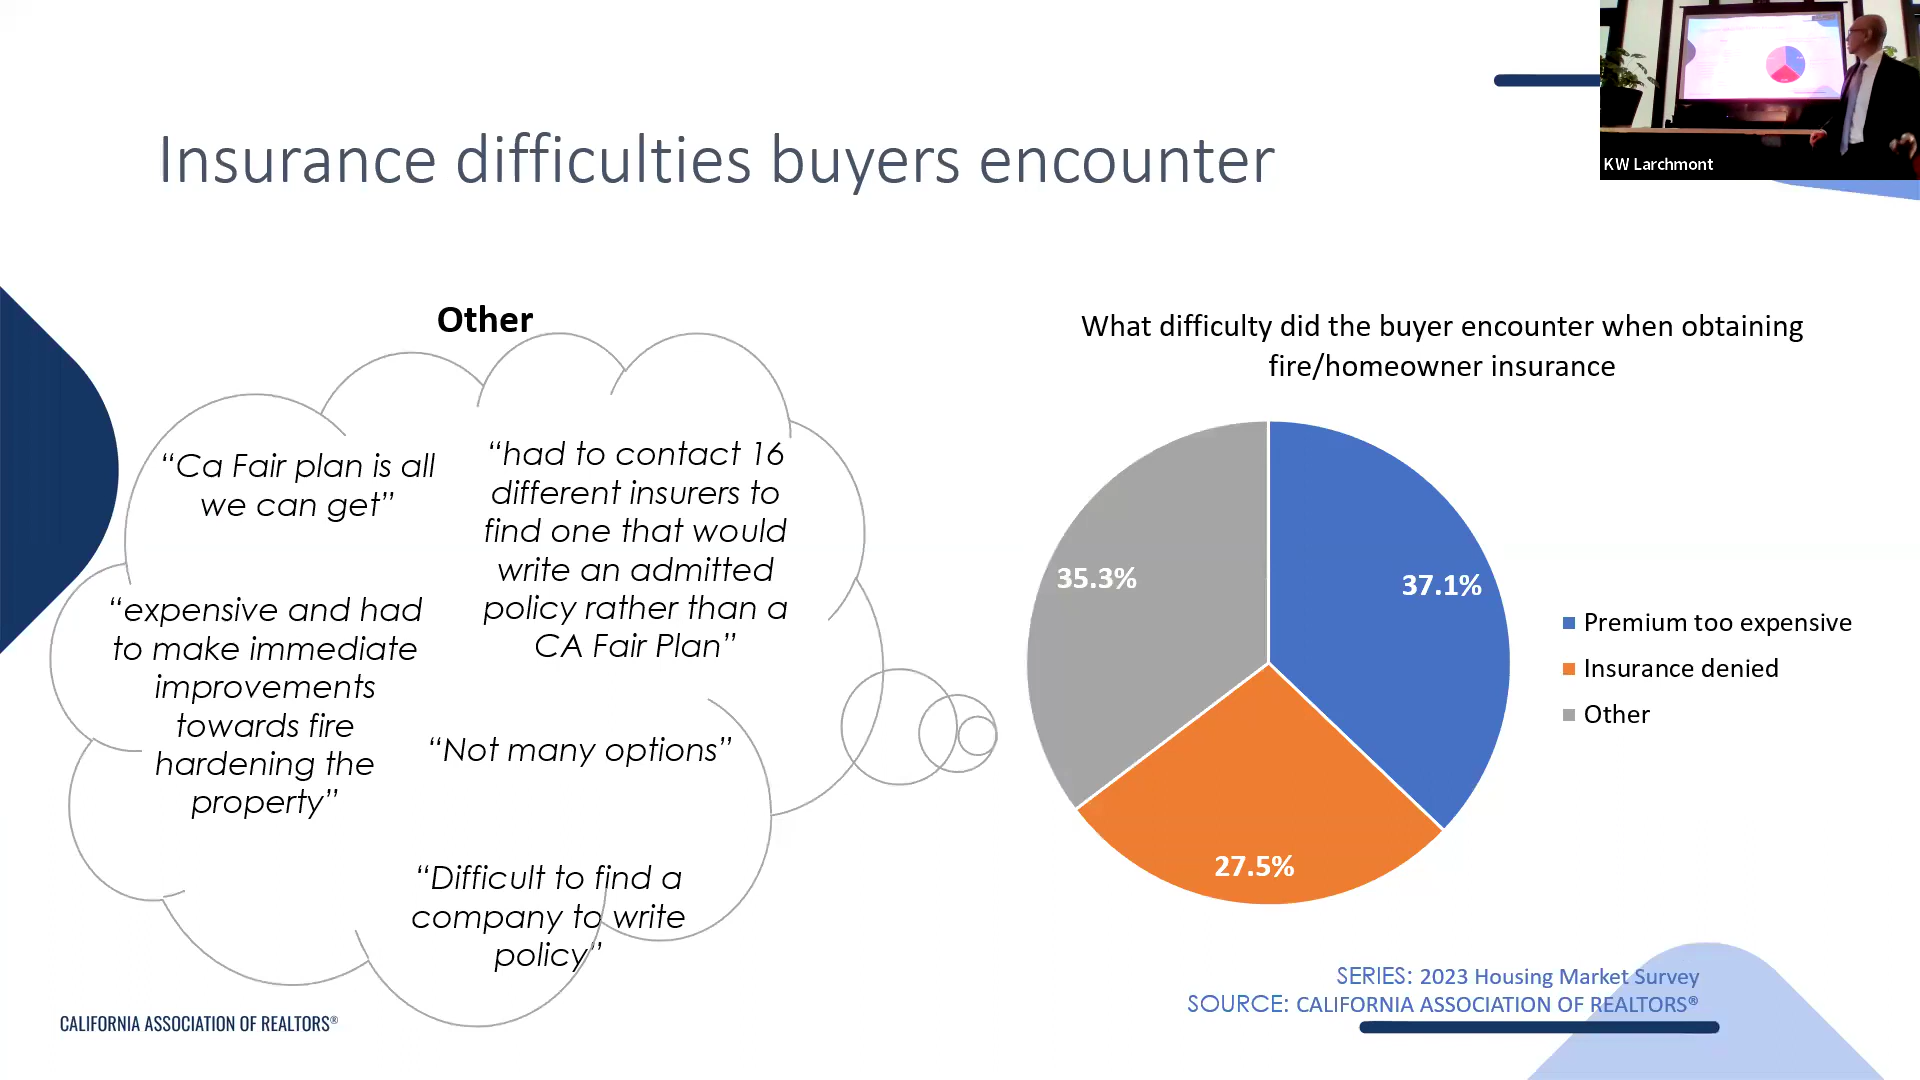 KW Larchmont
Insurance difficulties buyers encounter
Other
“Ca Fair plan is all
we can get”
“had to contact 16
different insurers to
find one that would
write an admitted
policy rather than a
CA Fair Plan”
“expensive and had
to make immediate
improvements
towards fire
hardening the
property”
“Not many options”
“Difficult to find a
company to write
policy”
What difficulty did the buyer encounter when obtaining
fire/homeowner insurance
35.3%
37.1%
27.5%
Premium too expensive
Insurance denied
Other
SERIES: 2023 Housing Market Survey
SOURCE: CALIFORNIA ASSOCIATION OF REALTORS®
CALIFORNIA ASSOCIATION OF REALTORS®